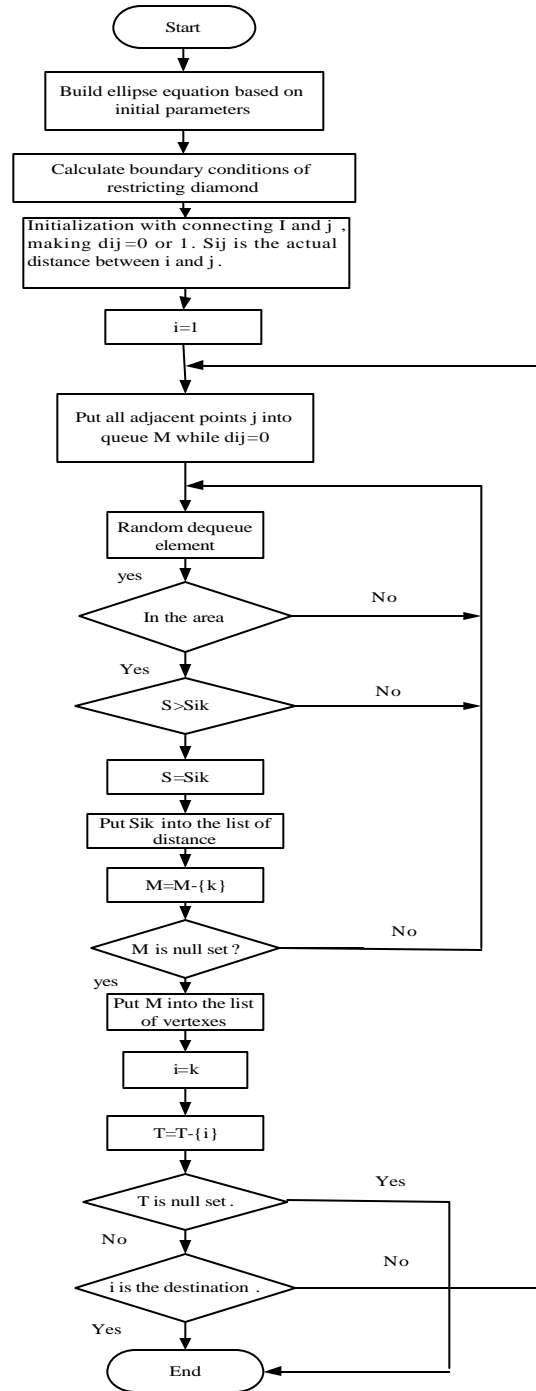 Start
Build ellipse equation based on
initial parameters
Calculate boundary conditions of
restricting diamond
Initialization with connecting I and j ,
making dij=0 or 1. Sij is the actual
distance between i and j.
i=1
Put all adjacent points j into
queue M while dij=0
Random dequeue
element
yes
In the area
No
Yes
S>Sik
No
S=Sik
Put Sik into the list of
distance
M=M-{k}
M is null set ?
No
yes
Put M into the list
of vertexes
i=k
T=T-{i}
T is null set .
Yes
No
i is the destination .
No
Yes
End